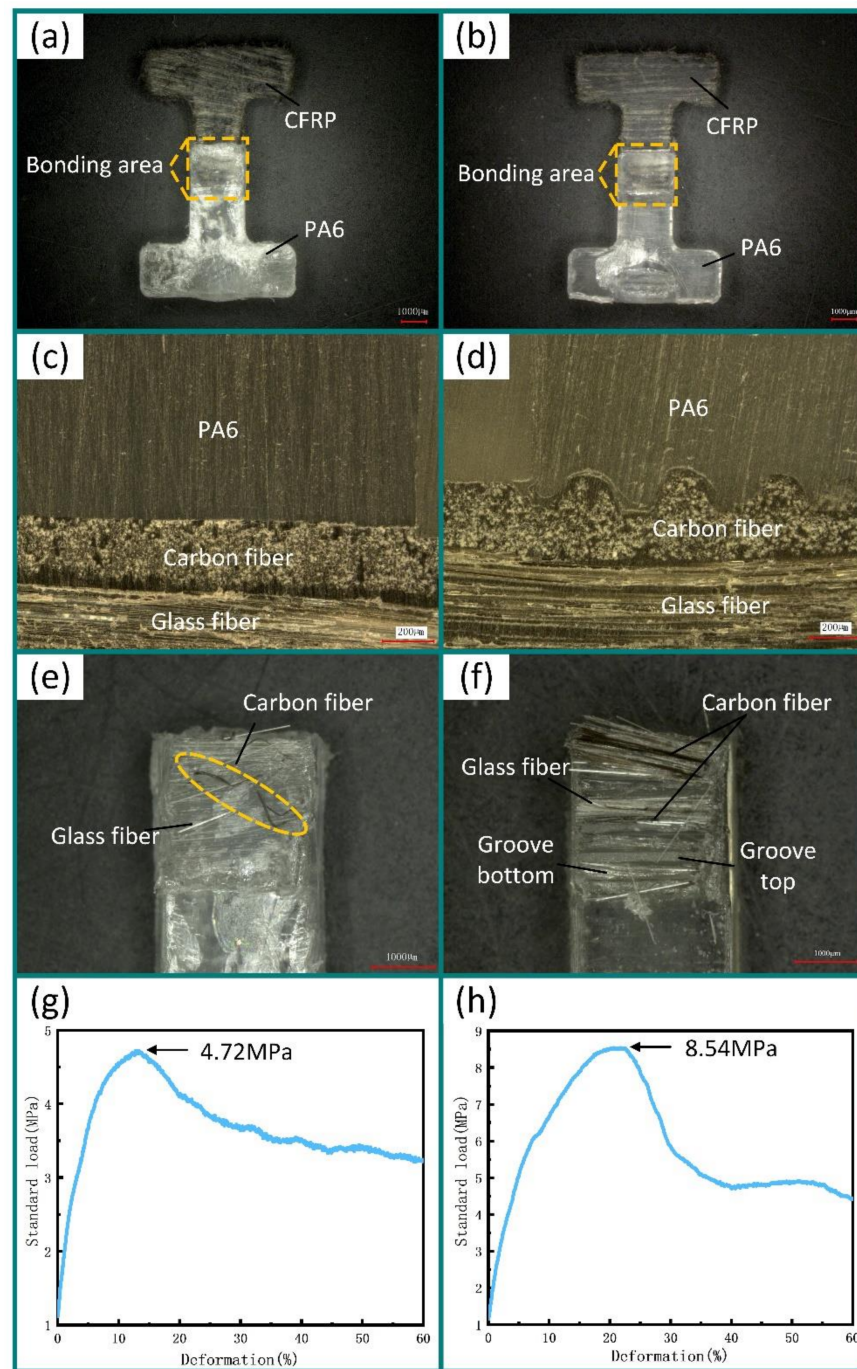 (a)
CFRP
Bonding area
PA6
1000μm
(b)
CFRP
Bonding area
PA6
1000μm
(c)
PA6
Carbon fiber
Glass fiber
200μm
(d)
PA6
Carbon fiber
Glass fiber
200μm
(e)
Carbon fiber
Glass fiber
1000μm
(f)
Carbon fiber
Glass fiber
Groove
bottom
Groove
top
1000μm
(g)
4.72MPa
Standard load(MPa)
5
4
3
2
1
0 10 20 30 40 50 60
Deformation(%)
(h)
8.54MPa
Standard load(MPa)
9
8
7
6
5
4
3
2
1
0 10 20 30 40 50 60
Deformation(%)